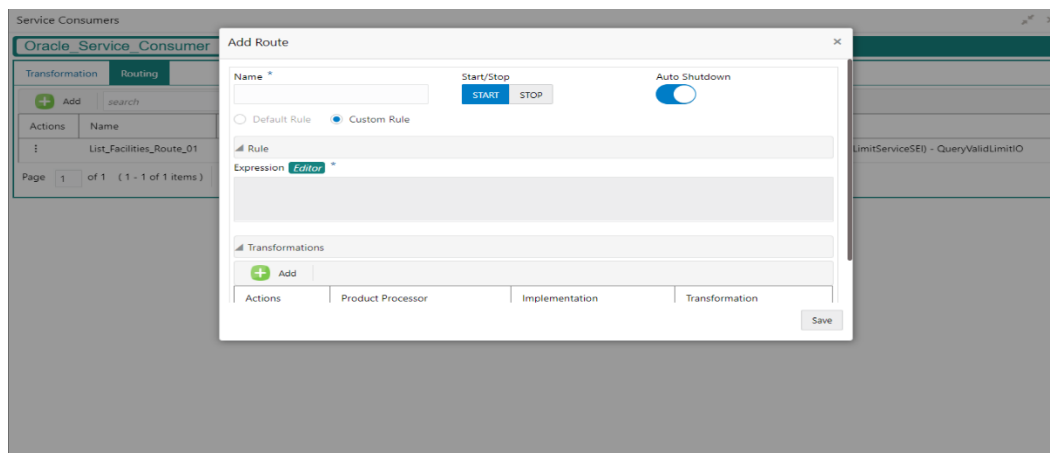 Service Consumers
Oracle_Service_Consumer
Transformation Routing
Add search
Actions Name
List_Facilities_Route_01
LimitServiceSEI) - QueryValidLimitIO
Page 1 of 1 (1 - 1 of 1 items)
Add Route
Name * Start/Stop Auto Shutdown
START STOP
Default Rule Custom Rule
Rule
Expression Editor *
Transformations
Add
Actions Product Processor Implementation Transformation
Save